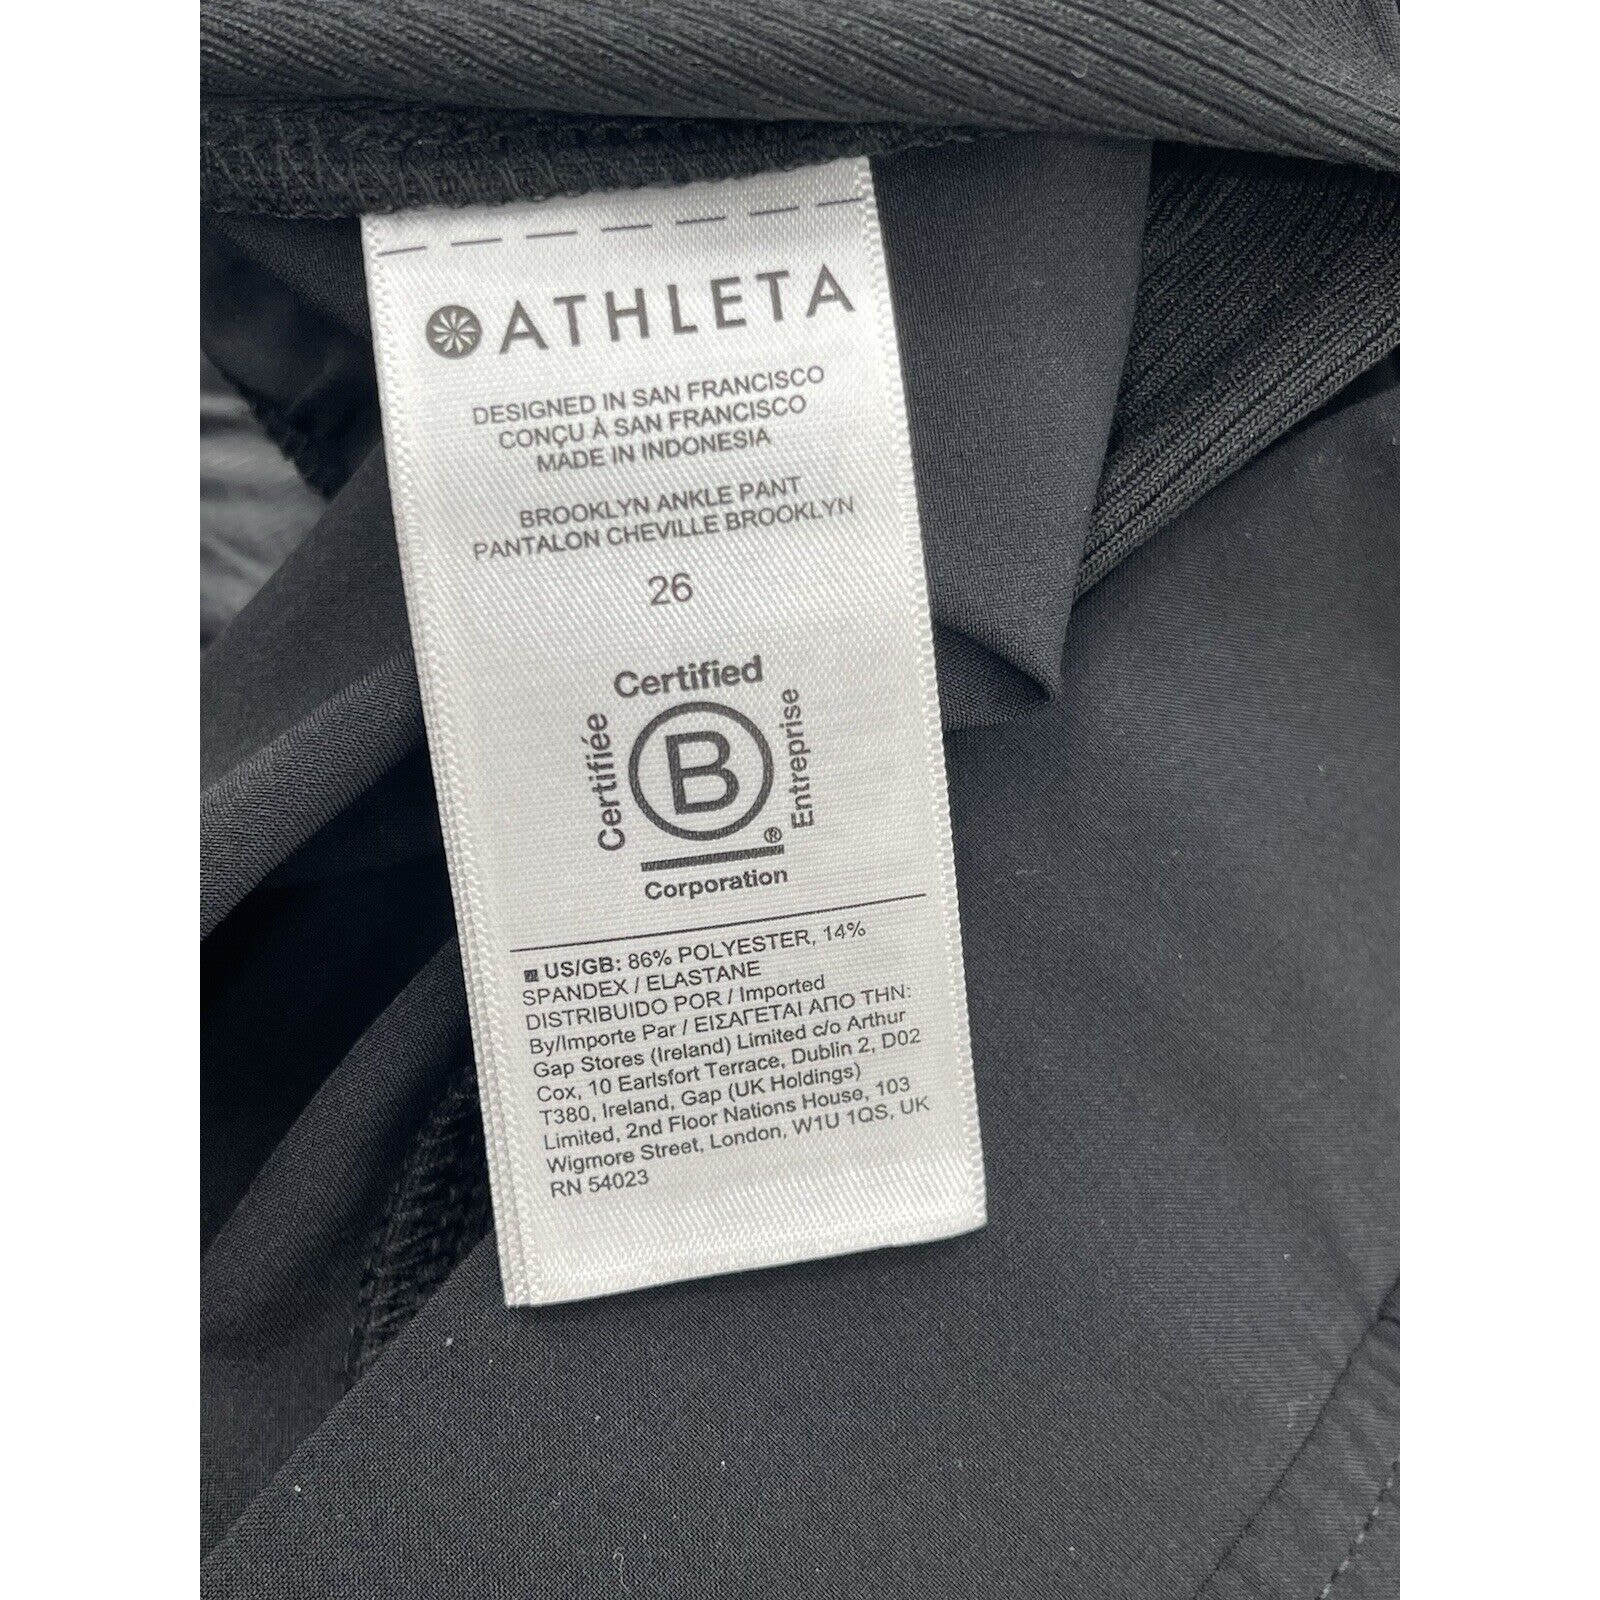 ATHLETA
DESIGNED IN SAN FRANCISCO
CONÇU À SAN FRANCISCO
MADE IN INDONESIA
BROOKLYN ANKLE PANT
PANTALON CHEVILLE BROOKLYN
26
Certified
Certifiée
B
Entreprise
®
Corporation
US/GB: 86% POLYESTER, 14%
SPANDEX / ELASTANE
DISTRIBUIDO POR / Imported
By/Importe Par / ΕΙΣΑΓΕΤΑΙ ΑΠΟ ΤΗΝ:
Gap Stores (Ireland) Limited c/o Arthur
Cox, 10 Earlsfort Terrace, Dublin 2, D02
T380, Ireland, Gap (UK Holdings)
Limited, 2nd Floor Nations House, 103
Wigmore Street, London, W1U 1QS, UK
RN 54023